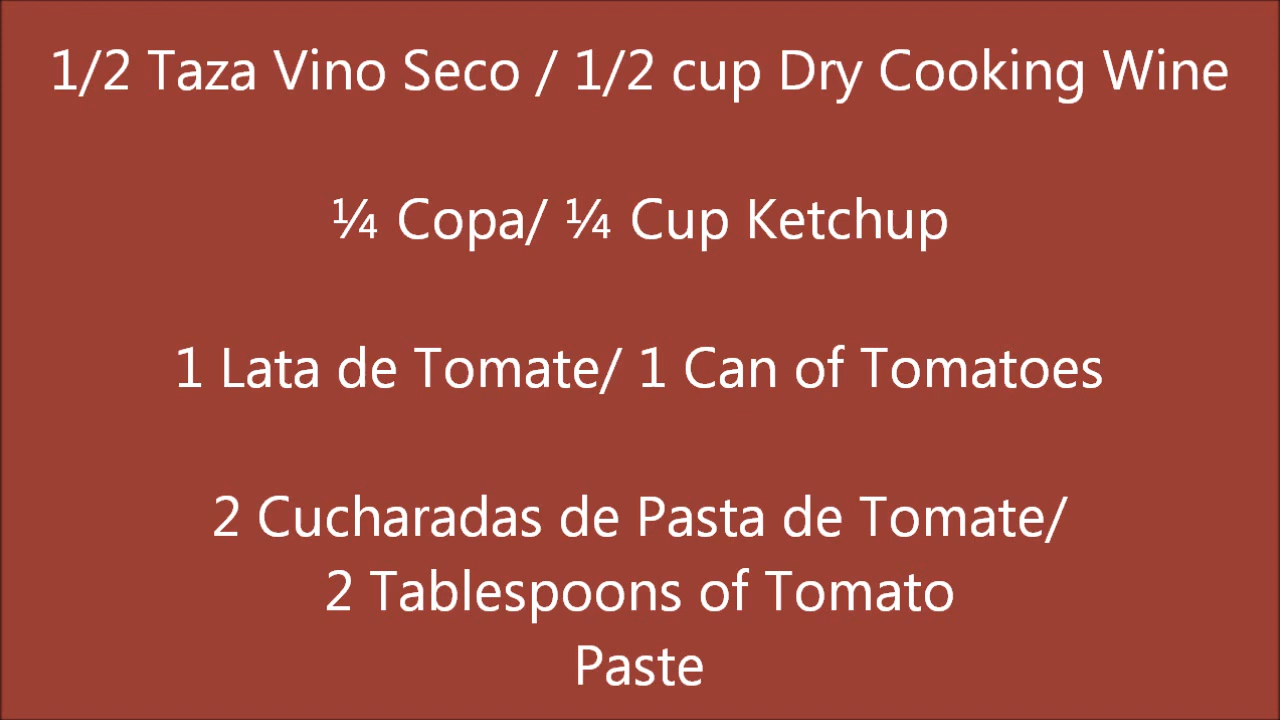 1/2 Taza Vino Seco / 1/2 cup Dry Cooking Wine
¼ Copa/ ¼ Cup Ketchup
1 Lata de Tomate/ 1 Can of Tomatoes
2 Cucharadas de Pasta de Tomate/
2 Tablespoons of Tomato
Paste